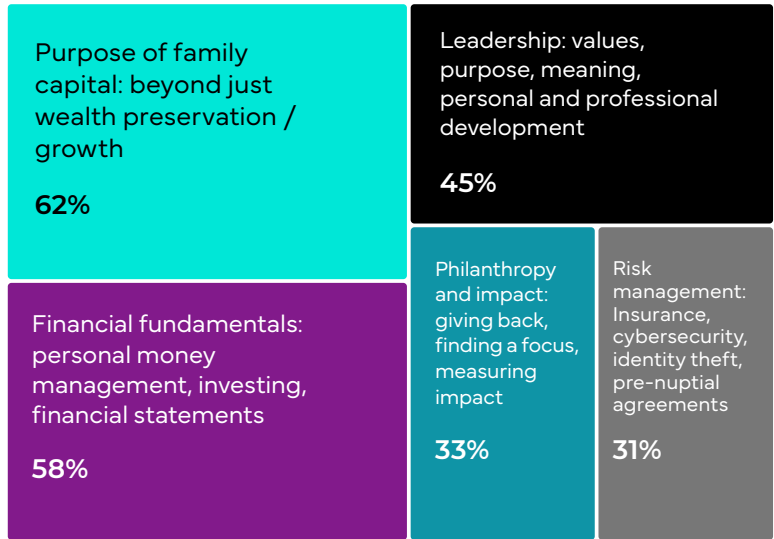 Purpose of family
capital: beyond just
wealth preservation /
growth
62%
Leadership: values,
purpose, meaning,
personal and professional
development
45%
Financial fundamentals:
personal money
management, investing,
financial statements
58%
Philanthropy
and impact:
giving back,
finding a focus,
measuring
impact
33%
Risk
management:
Insurance,
cybersecurity,
identity theft,
pre-nuptial
agreements
31%